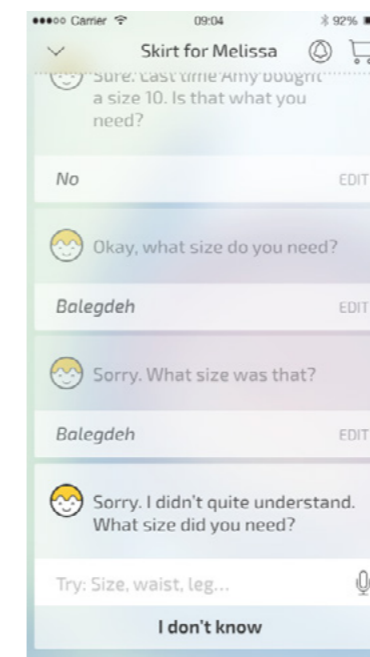 Carrier 09:04 92%
Skirt for Melissa
Sure. Last time Amy bought
a size 10. Is that what you
need?
No EDIT
Okay, what size do you need?
Balegdeh EDIT
Sorry. What size was that?
Balegdeh EDIT
Sorry. I didn't quite understand.
What size did you need?
Try: Size, waist, leg...
I don't know